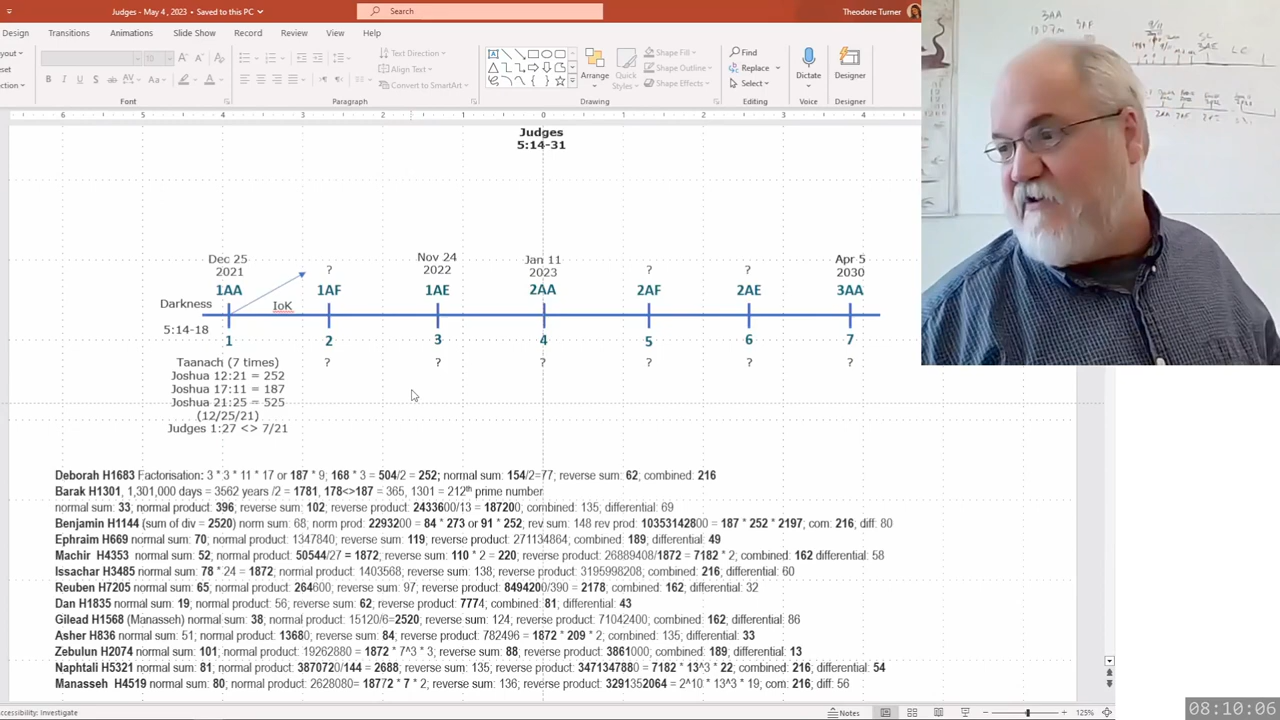 Judges - May 4, 2023 • Saved to this PC
Search
Theodore Turner
Design Transitions Animations Slide Show Record Review View Help
Text Direction
Align Text
Convert to SmartArt
Arrange
Quick Styles
Shape Fill
Shape Outline
Shape Effects
Find
Replace
Select
Dictate
Designer
Font Paragraph Drawing Editing Voice Designer
6 5 4 3 2 1 0 1 2 3 4
Judges
5:14-31
Dec 25 2021
1AA
?
1AF
Nov 24 2022
1AE
Jan 11 2023
2AA
?
2AF
?
2AE
Apr 5 2030
3AA
Darkness
IoK
5:14-18
1 2 3 4 5 6 7
Taanach (7 times) ? ? ? ? ? ?
Joshua 12:21 = 252
Joshua 17:11 = 187
Joshua 21:25 = 525
(12/25/21)
Judges 1:27 <> 7/21
Deborah H1683 Factorisation: 3 * 3 * 11 * 17 or 187 * 9; 168 * 3 = 504/2 = 252; normal sum: 154/2=77; reverse sum: 62; combined: 216
Barak H1301, 1,301,000 days = 3562 years /2 = 1781, 178<>187 = 365, 1301 = 212th prime number
normal sum: 33, normal product: 396, reverse sum: 102, reverse product: 2433600/13 = 187200, combined: 135, differential: 69
Benjamin H1144 (sum of div = 2520) norm sum: 68; norm prod: 2293200 = 84 * 273 or 91 * 252, rev sum: 148 rev prod: 10353142800 = 187 * 252 * 2197, com: 216, dif: 80
Ephraim H669 normal sum: 70; normal product: 1347840; reverse sum: 119; reverse product: 271134864; combined: 189; differential: 49
Machir H4353 normal sum: 52; normal product: 50544/27 = 1872, reverse sum: 110 * 2 = 220; reverse product: 26889408/1872 = 7182 * 2; combined: 162 differential: 58
Issachar H3485 normal sum: 78 * 24 = 1872; normal product: 1403568; reverse sum: 138; reverse product: 3195998208; combined: 216; differential: 60
Reuben H7205 normal sum: 65; normal product: 264600; reverse sum: 97; reverse product: 8494200/390 = 2178; combined: 162; differential: 32
Dan H1835 normal sum: 19; normal product: 56; reverse sum: 62; reverse product: 7774; combined: 81; differential: 43
Gilead H1568 (Manasseh) normal sum: 38; normal product: 15120/6=2520; reverse sum: 124; reverse product: 71042400; combined: 162; differential: 86
Asher H836 normal sum: 51; normal product: 13680; reverse sum: 84; reverse product: 782496 = 1872 * 209 * 2; combined: 135; differential: 33
Zebulun H2074 normal sum: 101; normal product: 19262880 = 1872 * 7^3 * 3; reverse sum: 88; reverse product: 3861000; combined: 189; differential: 13
Naphtali H5321 normal sum: 81; normal product: 3870720/144 = 2688; reverse sum: 135; reverse product: 3471347880 = 7182 * 13^3 * 22; combined: 216; differential: 54
Manasseh H4519 normal sum: 80; normal product: 2628080= 18772 * 7 * 2; reverse sum: 136; reverse product: 3291352064 = 2^10 * 13^3 * 19; com: 216; diff: 56
ccessibility: Investigate
Notes
125%
08:10:06